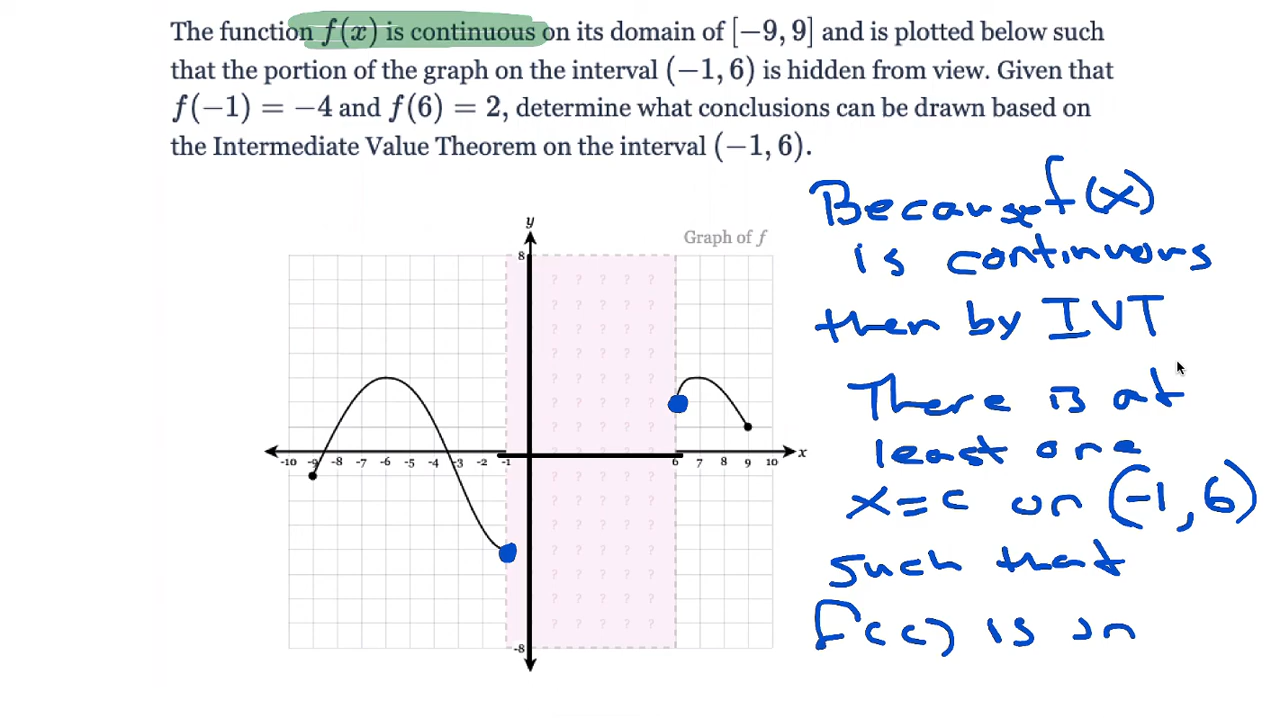 The function f(x) is continuous on its domain of [−9, 9] and is plotted below such
that the portion of the graph on the interval (−1, 6) is hidden from view. Given that
f(−1) = −4 and f(6) = 2, determine what conclusions can be drawn based on
the Intermediate Value Theorem on the interval (−1, 6).
Because f(x)
is continuous
then by IVT
There is at
least one
x=c on (-1,6)
such that
f(c) is on
y
Graph of f
8
? ? ? ? ?
? ? ? ? ?
? ? ? ? ?
? ? ? ? ?
? ? ? ? ?
? ? ? ? ?
? ? ? ? ?
x
-10 -9 -8 -7 -6 -5 -4 -3 -2 -1 6 7 8 9 10
? ? ? ? ?
? ? ? ? ?
? ? ? ? ?
? ? ? ? ?
? ? ? ? ?
? ? ? ? ?
? ? ? ? ?
-8